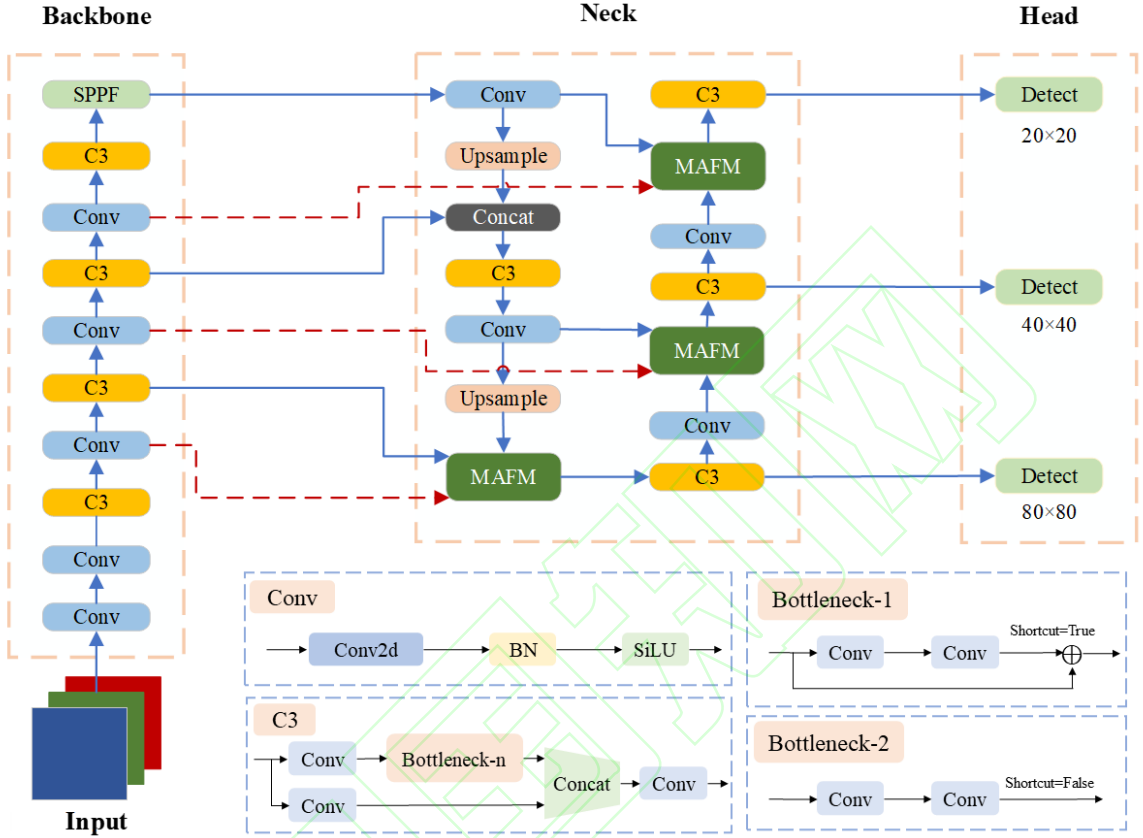 Backbone
Neck
Head
SPPF
C3
Conv
C3
Conv
C3
Conv
C3
Conv
Conv
Input
Conv
Upsample
Concat
C3
Conv
Upsample
MAFM
C3
MAFM
Conv
C3
MAFM
Conv
C3
Detect
20×20
Detect
40×40
Detect
80×80
Conv
Conv2d
BN
SiLU
C3
Conv
Bottleneck-n
Conv
Concat
Conv
Bottleneck-1
Conv
Conv
Shortcut=True
Bottleneck-2
Conv
Conv
Shortcut=False